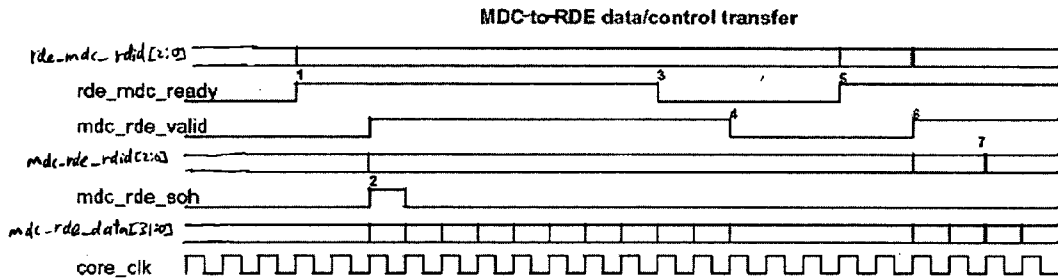 MDC-to-RDE data/control transfer
rde_mdc_rdid[2:0]
1 3 5
rde_mdc_ready
4 6
mdc_rde_valid
7
mdc_rde_rdid[2:0]
2
mdc_rde_soh
mdc_rde_data[31:0]
core_clk